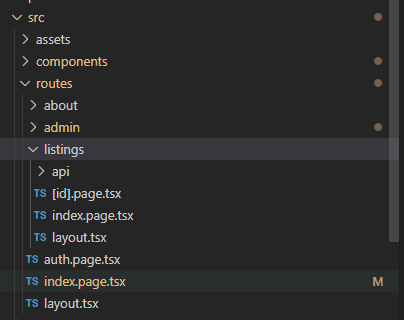 src
assets
components
routes
about
admin
listings
api
TS [id].page.tsx
TS index.page.tsx
TS layout.tsx
TS auth.page.tsx
TS index.page.tsx M
TS layout.tsx